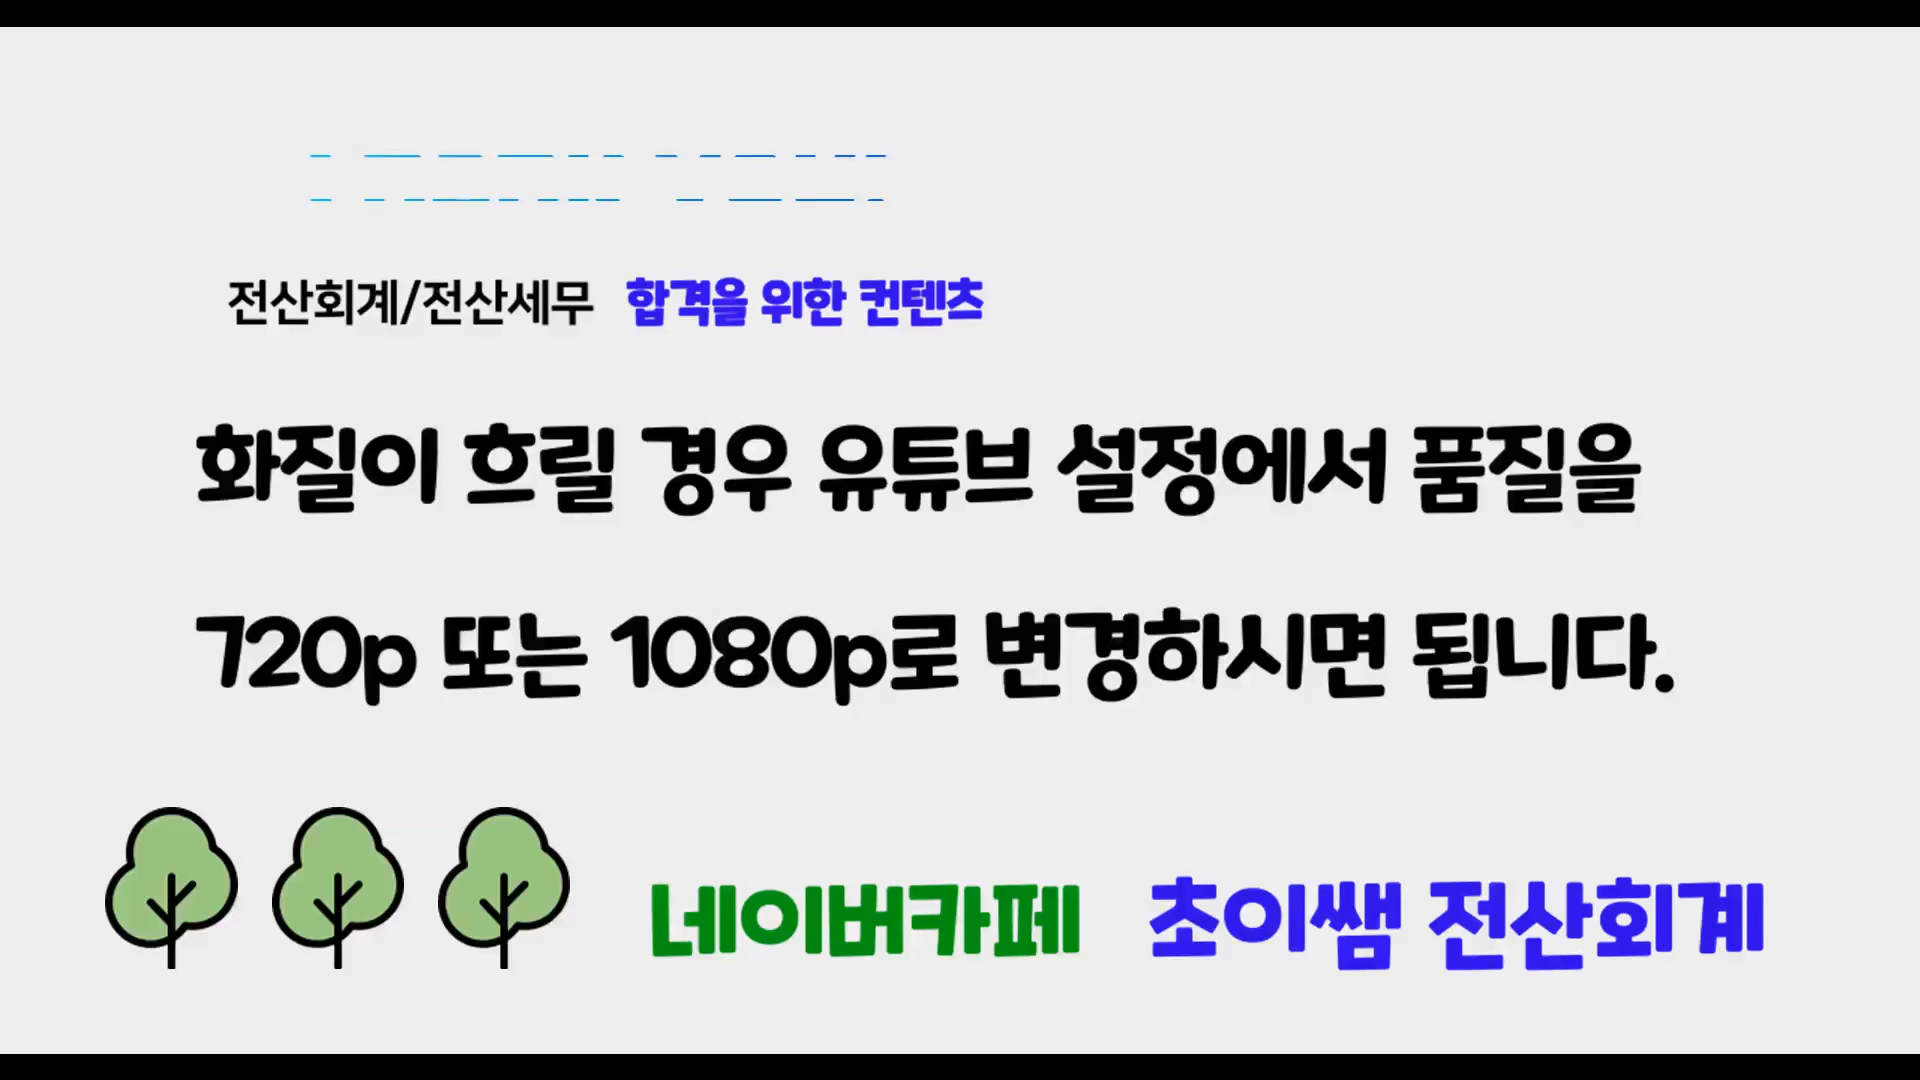 전산회계/전산세무 합격을 위한 컨텐츠
화질이 흐릴 경우 유튜브 설정에서 품질을
720p 또는 1080p로 변경하시면 됩니다.
네이버카페 초이쌤 전산회계